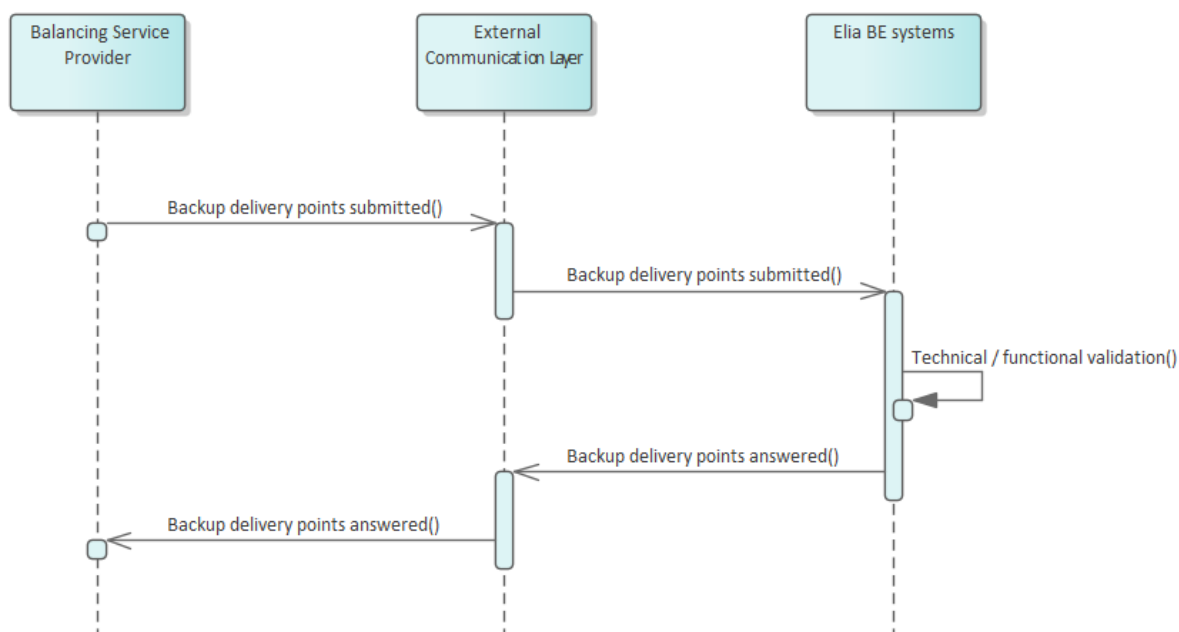 Balancing Service
Provider
External
Communication Layer
Elia BE systems
Backup delivery points submitted()
Backup delivery points submitted()
Technical / functional validation()
Backup delivery points answered()
Backup delivery points answered()